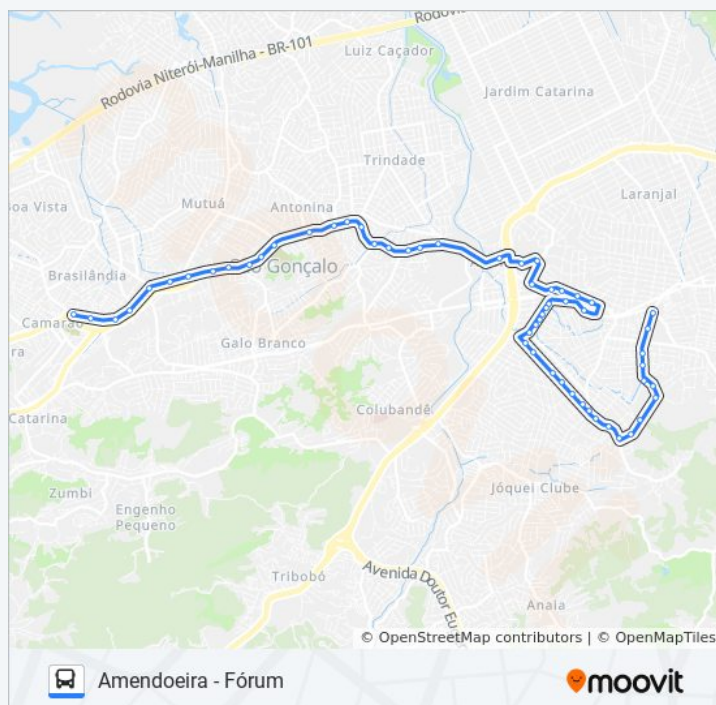 Rodovia
Luiz Caçador
Rodovia Niterói-Manilha - BR-101
Jardim Catarina
Trindade
Laranjal
Boa Vista
Mutuá
Antonina
Brasilândia
São Gonçalo
Camarão
Galo Branco
Catarina
Colubandê
Zumbi
Engenho
Pequeno
Jóquei Clube
Tribobó
Avenida Doutor Eu
Anaia
© OpenStreetMap contributors | © OpenMapTiles
Amendoeira - Fórum
moovit